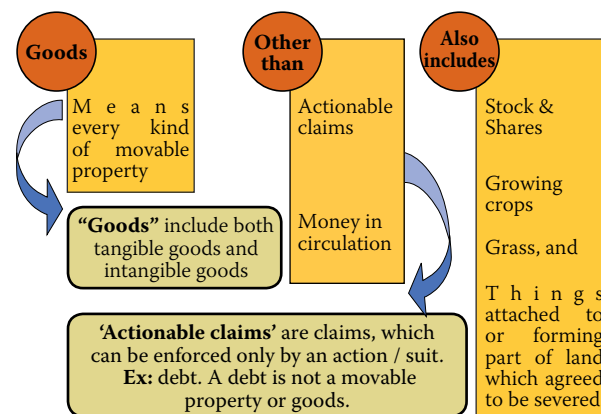 Goods
Means
every kind
of movable
property
"Goods" include both
tangible goods and
intangible goods
Other
than
Actionable
claims
Money in
circulation
'Actionable claims' are claims, which
can be enforced only by an action / suit.
Ex: debt. A debt is not a movable
property or goods.
Also
includes
Stock &
Shares
Growing
crops
Grass, and
Things
attached to
or forming
part of land
which agreed
to be severed